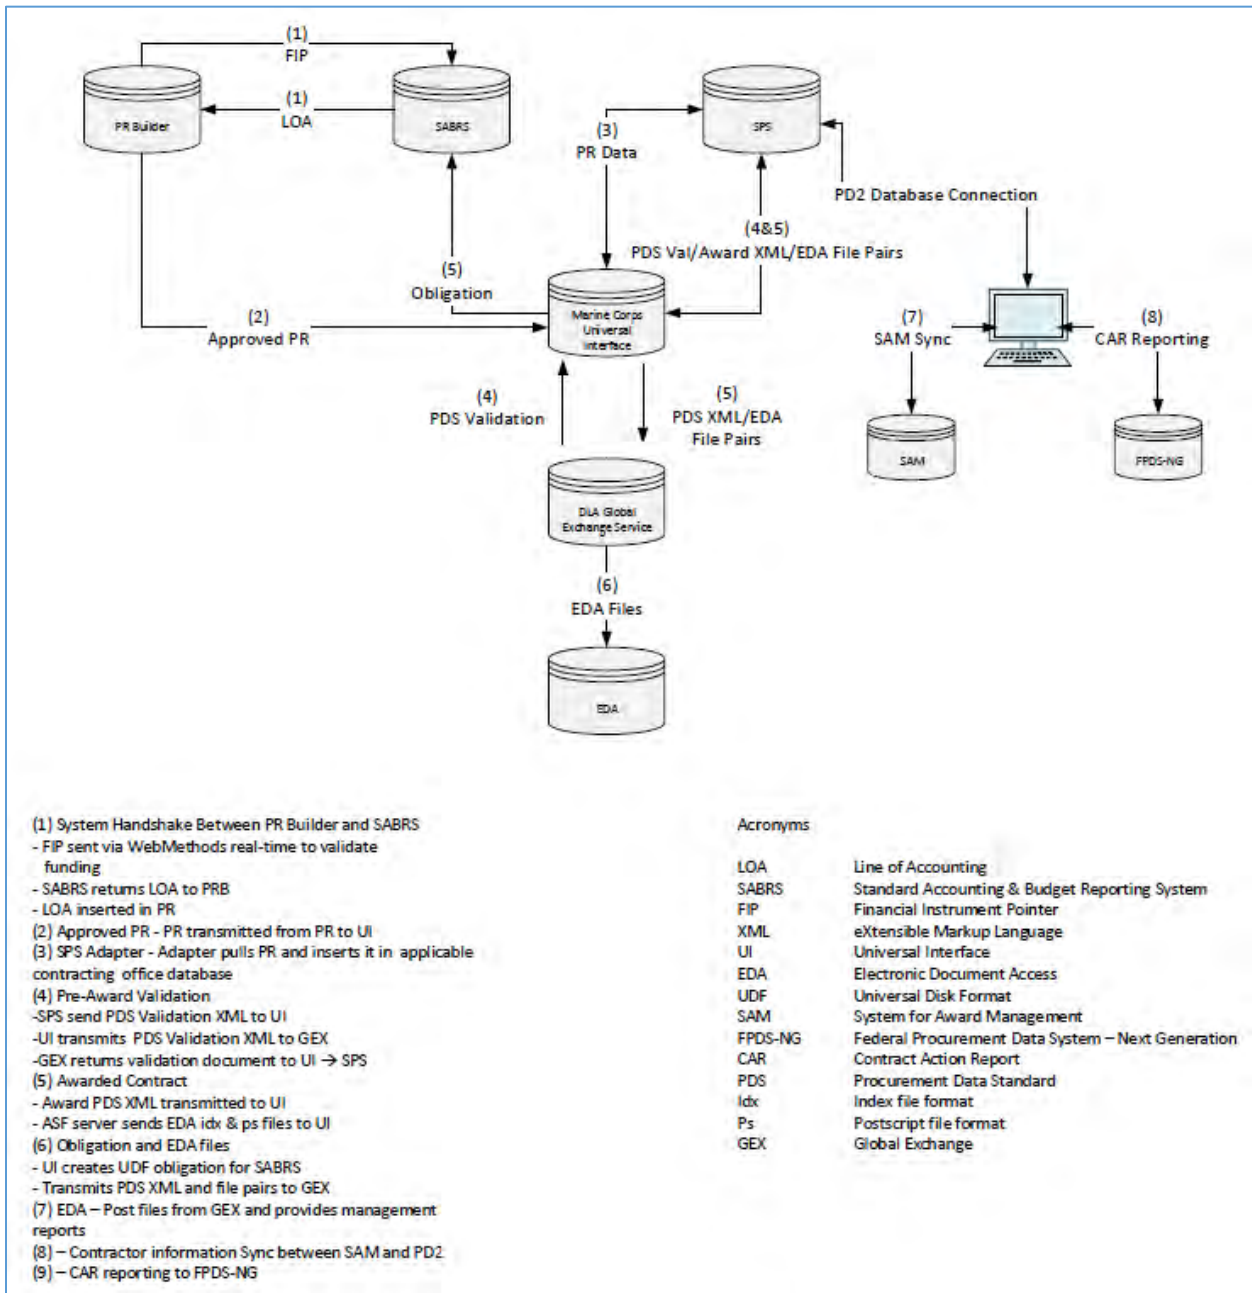 (1)
FIP
(1)
LOA
PR Builder
SABRS
SPS
(3)
PR Data
PD2 Database Connection
(4&5)
PDS Val/Award XML/EDA File Pairs
(5)
Obligation
Marine Corps
Universal
Interface
(2)
Approved PR
(7)
SAM Sync
(8)
CAR Reporting
(4)
PDS Validation
(5)
PDS XML/EDA
File Pairs
SAM
FPDS-NG
DLA Global
Exchange Service
(6)
EDA Files
EDA
(1) System Handshake Between PR Builder and SABRS
- FIP sent via WebMethods real-time to validate
funding
- SABRS returns LOA to PRB
- LOA inserted in PR
(2) Approved PR - PR transmitted from PR to UI
(3) SPS Adapter - Adapter pulls PR and inserts it in applicable
contracting office database
(4) Pre-Award Validation
-SPS send PDS Validation XML to UI
-UI transmits PDS Validation XML to GEX
-GEX returns validation document to UI → SPS
(5) Awarded Contract
- Award PDS XML transmitted to UI
- ASF server sends EDA idx & ps files to UI
(6) Obligation and EDA files
- UI creates UDF obligation for SABRS
- Transmits PDS XML and file pairs to GEX
(7) EDA – Post files from GEX and provides management
reports
(8) – Contractor information Sync between SAM and PD2
(9) – CAR reporting to FPDS-NG
Acronyms
LOA Line of Accounting
SABRS Standard Accounting & Budget Reporting System
FIP Financial Instrument Pointer
XML eXtensible Markup Language
UI Universal Interface
EDA Electronic Document Access
UDF Universal Disk Format
SAM System for Award Management
FPDS-NG Federal Procurement Data System – Next Generation
CAR Contract Action Report
PDS Procurement Data Standard
Idx Index file format
Ps Postscript file format
GEX Global Exchange